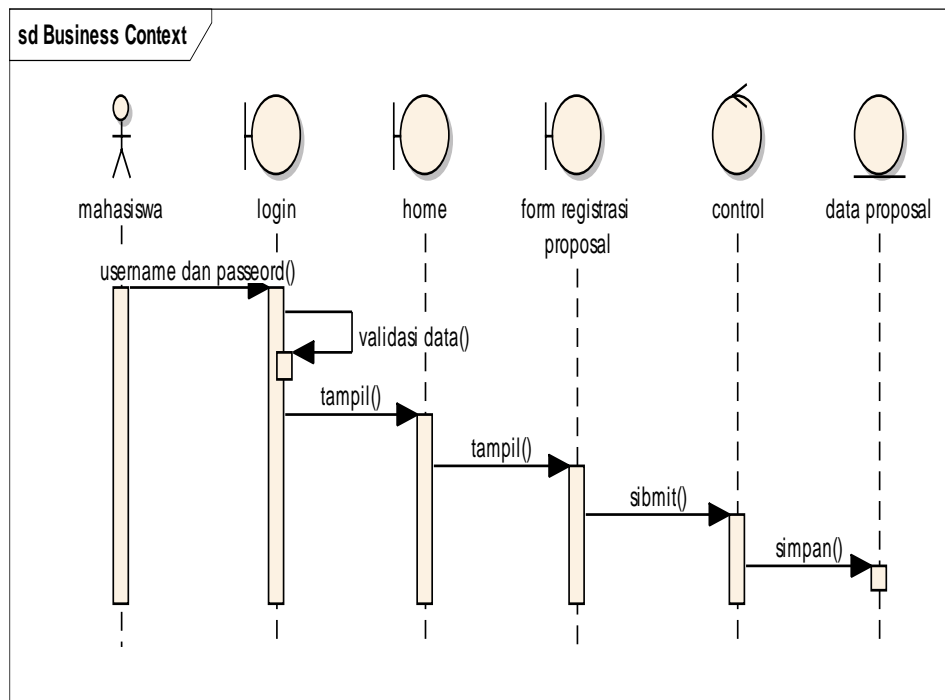 sd Business Context
mahasiswa
login
home
form registrasi
proposal
control
data proposal
username dan passeord()
validasi data()
tampil()
tampil()
sibmit()
simpan()